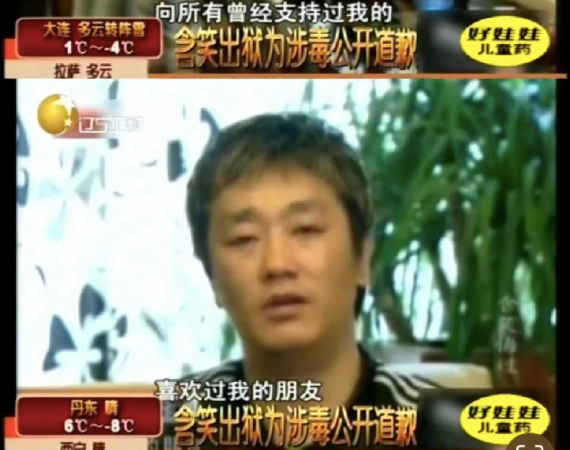 向所有曾经支持过我的
大连 多云转阵雪
1℃~-4℃
含笑出狱为涉毒公开道歉
好娃娃
儿童药
拉萨 多云
喜欢过我的朋友
丹东 晴
6℃~-8℃
含笑出狱为涉毒公开道歉
好娃娃
儿童药